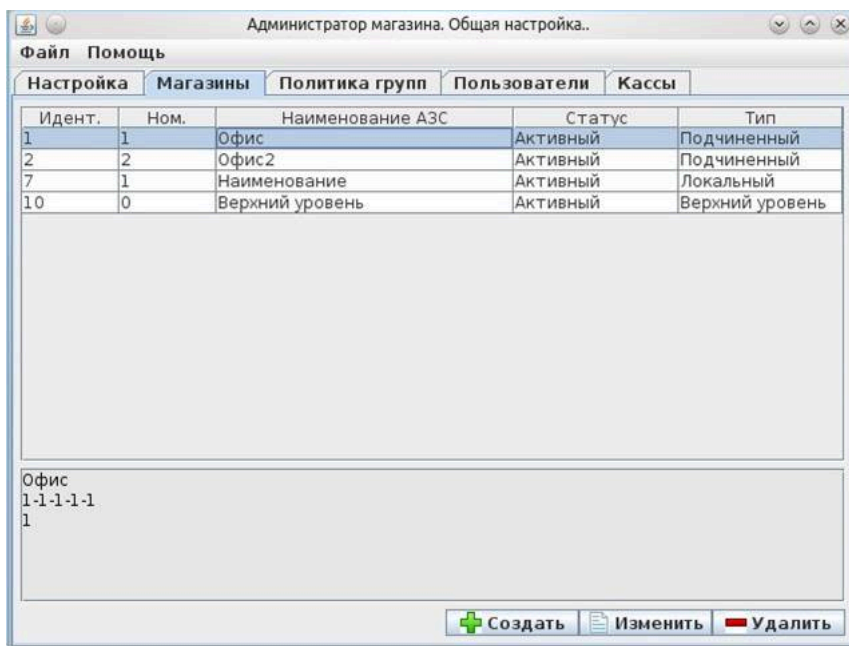 Администратор магазина. Общая настройка..
Файл Помощь
Настройка Магазины Политика групп Пользователи Кассы
Идент. Ном. Наименование АЗС Статус Тип
1 1 Офис Активный Подчиненный
2 2 Офис2 Активный Подчиненный
7 1 Наименование Активный Локальный
10 0 Верхний уровень Активный Верхний уровень
Офис
1-1-1-1-1
1
Создать Изменить Удалить